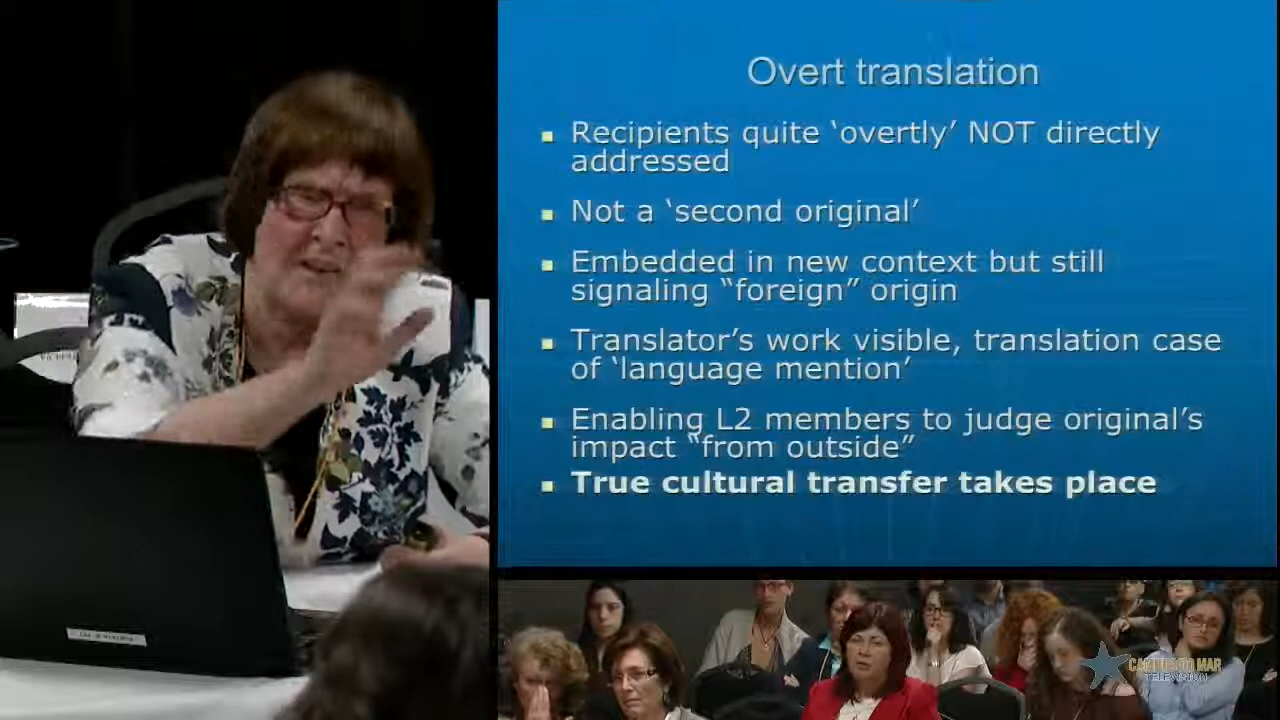 Overt translation
▪ Recipients quite ‘overtly’ NOT directly
addressed
▪ Not a ‘second original’
▪ Embedded in new context but still
signaling “foreign” origin
▪ Translator’s work visible, translation case
of ‘language mention’
▪ Enabling L2 members to judge original’s
impact “from outside”
▪ True cultural transfer takes place
TELEVISION